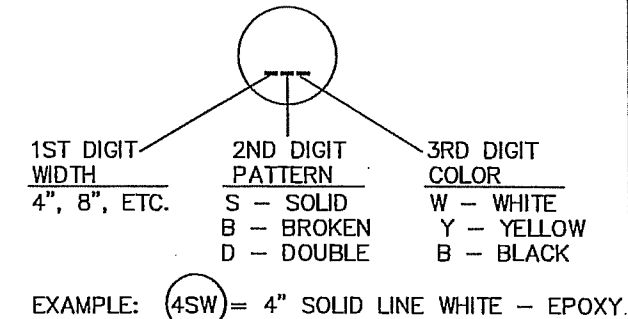 1ST DIGIT 2ND DIGIT 3RD DIGIT
WIDTH PATTERN COLOR
4", 8", ETC. S – SOLID W – WHITE
B – BROKEN Y – YELLOW
D – DOUBLE B – BLACK
EXAMPLE: 4SW = 4" SOLID LINE WHITE – EPOXY.